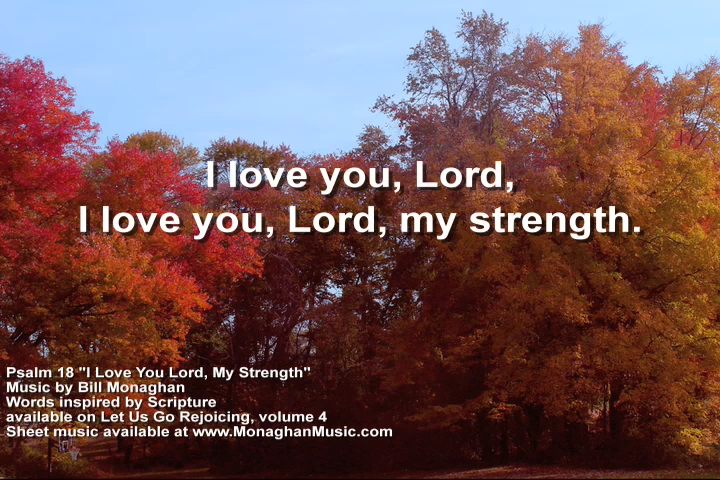 I love you, Lord,
I love you, Lord, my strength.
Psalm 18 "I Love You Lord, My Strength"
Music by Bill Monaghan
Words inspired by Scripture
available on Let Us Go Rejoicing, volume 4
Sheet music available at www.MonaghanMusic.com